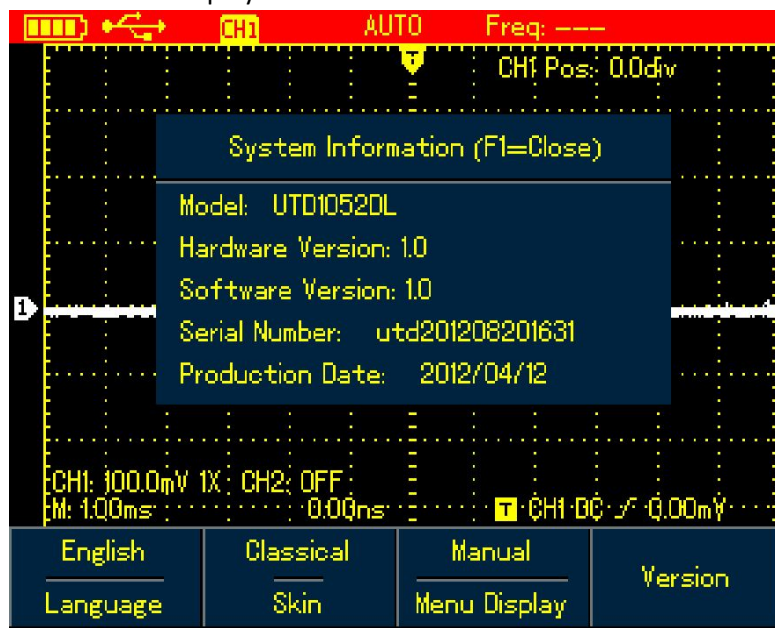 CH1 AUTO Freq: ---
T
CH1 Pos: 0.0div
System Information (F1=Close)
Model: UTD1052DL
Hardware Version: 1.0
Software Version: 1.0
1
Serial Number: utd201208201631
Production Date: 2012/04/12
CH1: 100.0mV 1X CH2: OFF
M: 1.00ms 0.00ns T CH1 DC 0.00mV
English Classical Manual
Version
Language Skin Menu Display